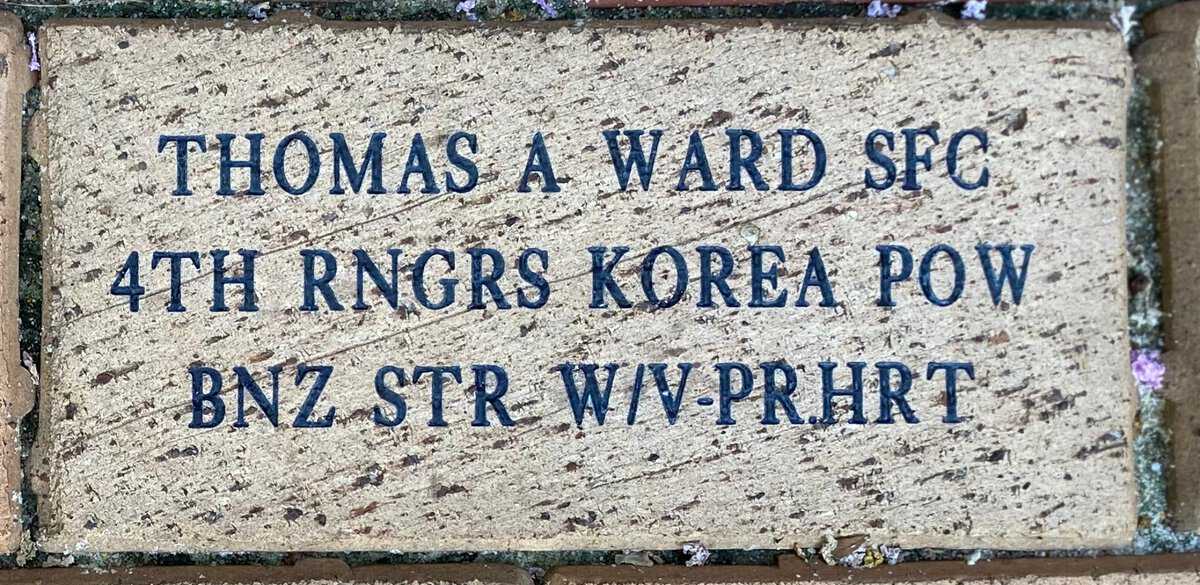 THOMAS A WARD SFC
4TH RNGRS KOREA POW
BNZ STR W/V-PR.HRT